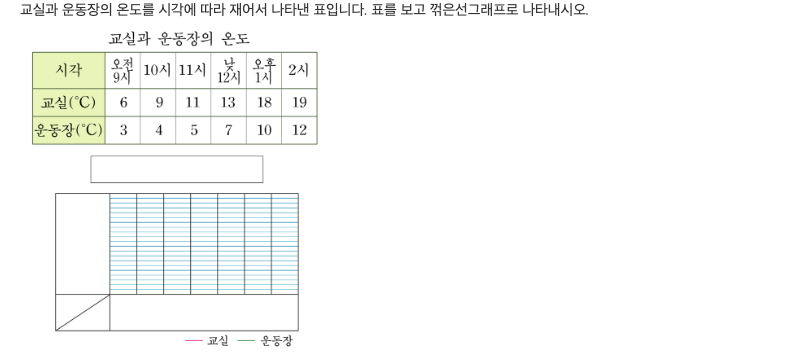 교실과 운동장의 온도를 시각에 따라 재어서 나타낸 표입니다. 표를 보고 꺾은선그래프로 나타내시오.
교실과 운동장의 온도
시각 오전 9시 10시 11시 낮 12시 오후 1시 2시
교실(℃) 6 9 11 13 18 19
운동장(℃) 3 4 5 7 10 12
교실 운동장